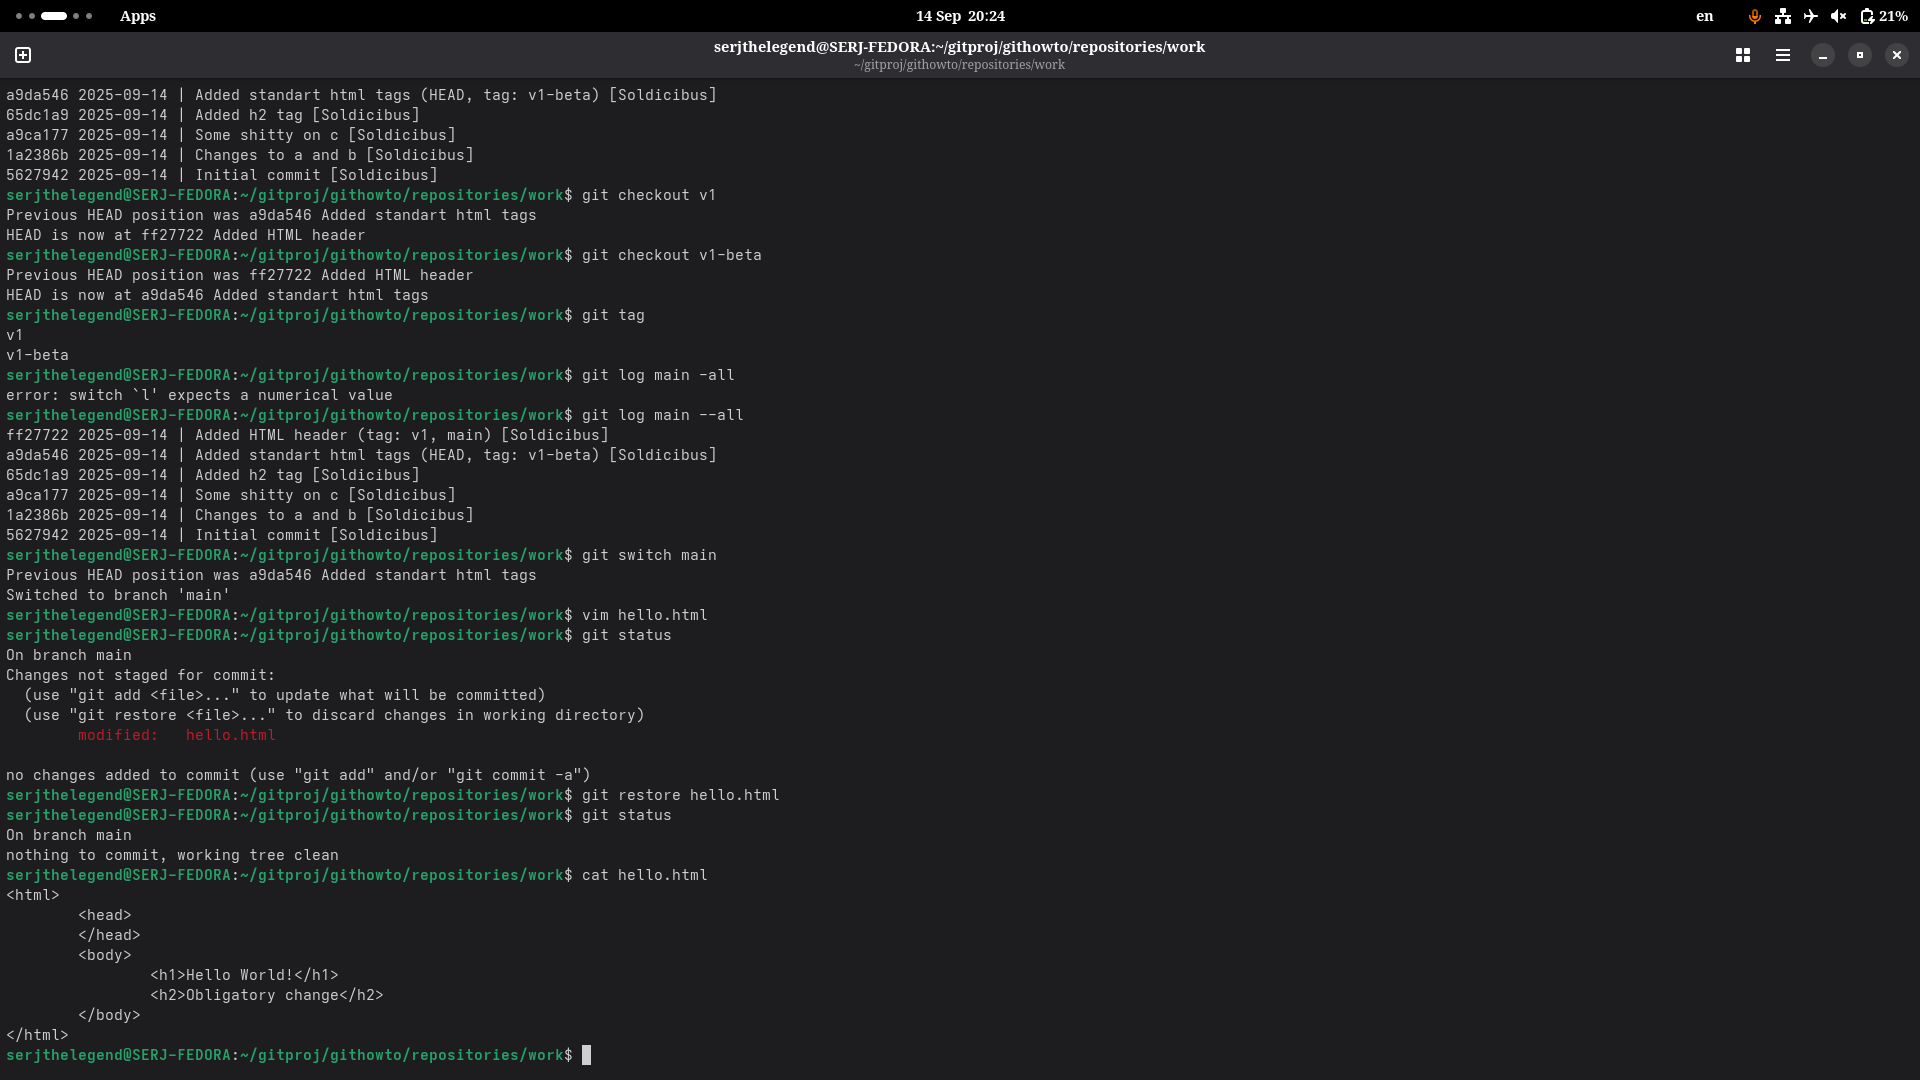 Apps
14 Sep 20:24
en
21%
serjthelegend@SERJ-FEDORA:~/gitproj/githowto/repositories/work
~/gitproj/githowto/repositories/work
a9da546 2025-09-14 | Added standart html tags (HEAD, tag: v1-beta) [Soldicibus]
65dc1a9 2025-09-14 | Added h2 tag [Soldicibus]
a9ca177 2025-09-14 | Some shitty on c [Soldicibus]
1a2386b 2025-09-14 | Changes to a and b [Soldicibus]
5627942 2025-09-14 | Initial commit [Soldicibus]
serjthelegend@SERJ-FEDORA:~/gitproj/githowto/repositories/work$ git checkout v1
Previous HEAD position was a9da546 Added standart html tags
HEAD is now at ff27722 Added HTML header
serjthelegend@SERJ-FEDORA:~/gitproj/githowto/repositories/work$ git checkout v1-beta
Previous HEAD position was ff27722 Added HTML header
HEAD is now at a9da546 Added standart html tags
serjthelegend@SERJ-FEDORA:~/gitproj/githowto/repositories/work$ git tag
v1
v1-beta
serjthelegend@SERJ-FEDORA:~/gitproj/githowto/repositories/work$ git log main -all
error: switch `l' expects a numerical value
serjthelegend@SERJ-FEDORA:~/gitproj/githowto/repositories/work$ git log main --all
ff27722 2025-09-14 | Added HTML header (tag: v1, main) [Soldicibus]
a9da546 2025-09-14 | Added standart html tags (HEAD, tag: v1-beta) [Soldicibus]
65dc1a9 2025-09-14 | Added h2 tag [Soldicibus]
a9ca177 2025-09-14 | Some shitty on c [Soldicibus]
1a2386b 2025-09-14 | Changes to a and b [Soldicibus]
5627942 2025-09-14 | Initial commit [Soldicibus]
serjthelegend@SERJ-FEDORA:~/gitproj/githowto/repositories/work$ git switch main
Previous HEAD position was a9da546 Added standart html tags
Switched to branch 'main'
serjthelegend@SERJ-FEDORA:~/gitproj/githowto/repositories/work$ vim hello.html
serjthelegend@SERJ-FEDORA:~/gitproj/githowto/repositories/work$ git status
On branch main
Changes not staged for commit:
  (use "git add <file>..." to update what will be committed)
  (use "git restore <file>..." to discard changes in working directory)
        modified:   hello.html

no changes added to commit (use "git add" and/or "git commit -a")
serjthelegend@SERJ-FEDORA:~/gitproj/githowto/repositories/work$ git restore hello.html
serjthelegend@SERJ-FEDORA:~/gitproj/githowto/repositories/work$ git status
On branch main
nothing to commit, working tree clean
serjthelegend@SERJ-FEDORA:~/gitproj/githowto/repositories/work$ cat hello.html
<html>
        <head>
        </head>
        <body>
                <h1>Hello World!</h1>
                <h2>Obligatory change</h2>
        </body>
</html>
serjthelegend@SERJ-FEDORA:~/gitproj/githowto/repositories/work$